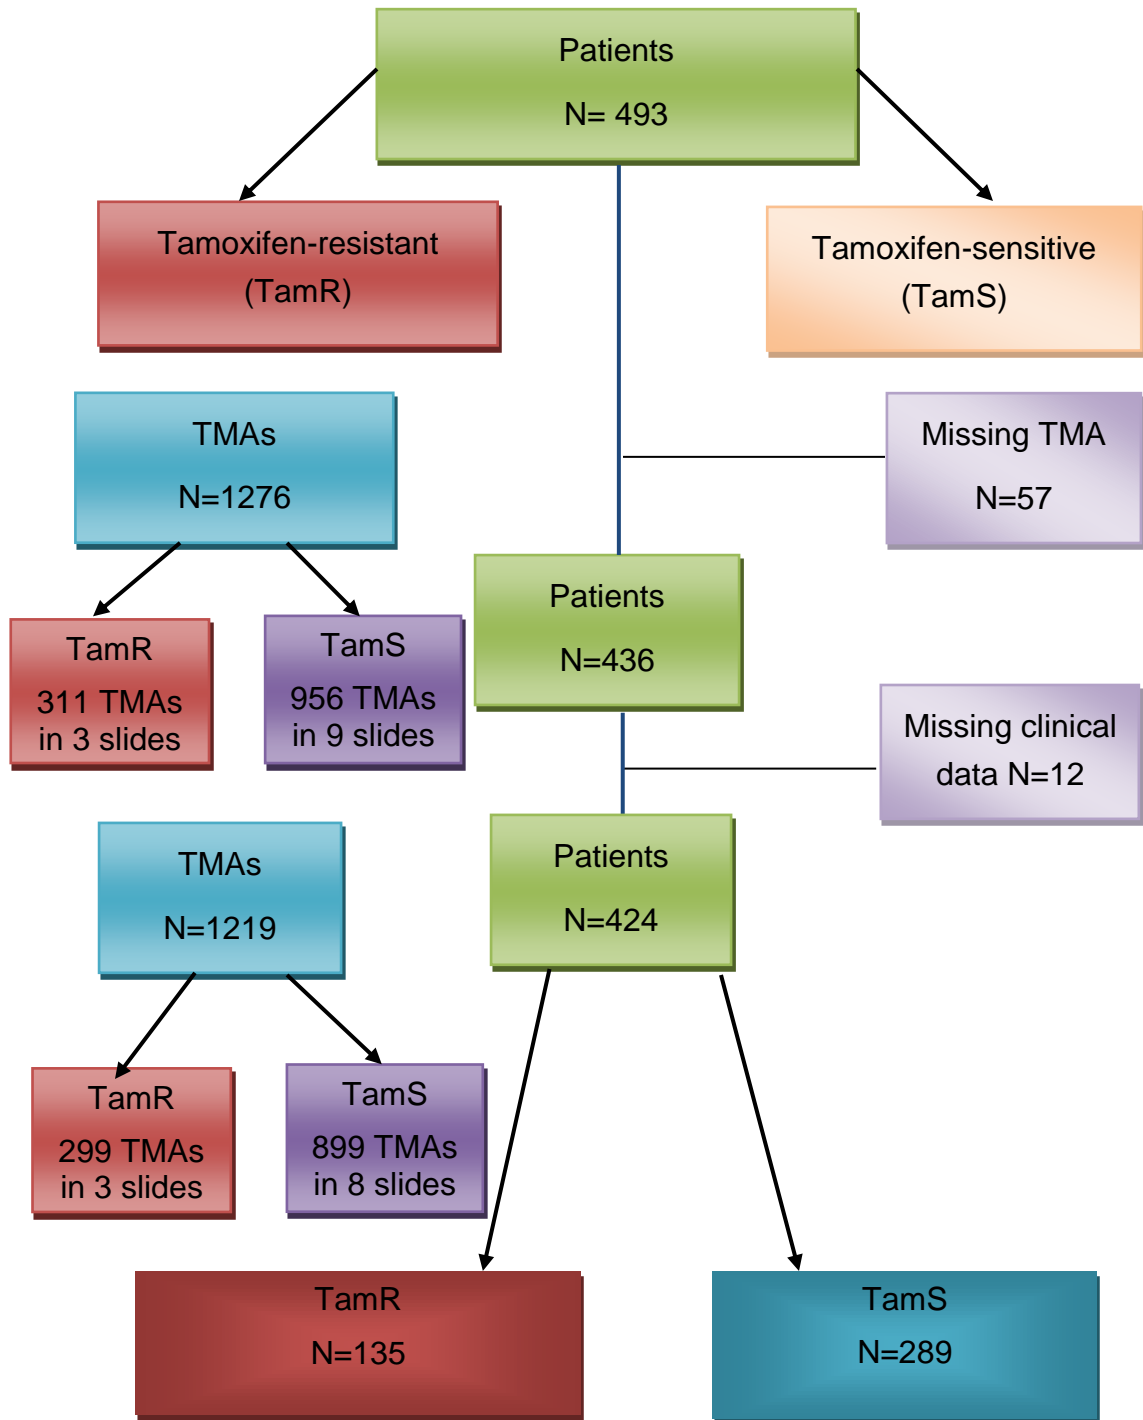 Patients
N= 493
Tamoxifen-resistant
(TamR)
Tamoxifen-sensitive
(TamS)
TMAs
N=1276
Missing TMA
N=57
TamR
311 TMAs
in 3 slides
TamS
956 TMAs
in 9 slides
Patients
N=436
Missing clinical
data N=12
TMAs
N=1219
Patients
N=424
TamR
299 TMAs
in 3 slides
TamS
899 TMAs
in 8 slides
TamR
N=135
TamS
N=289